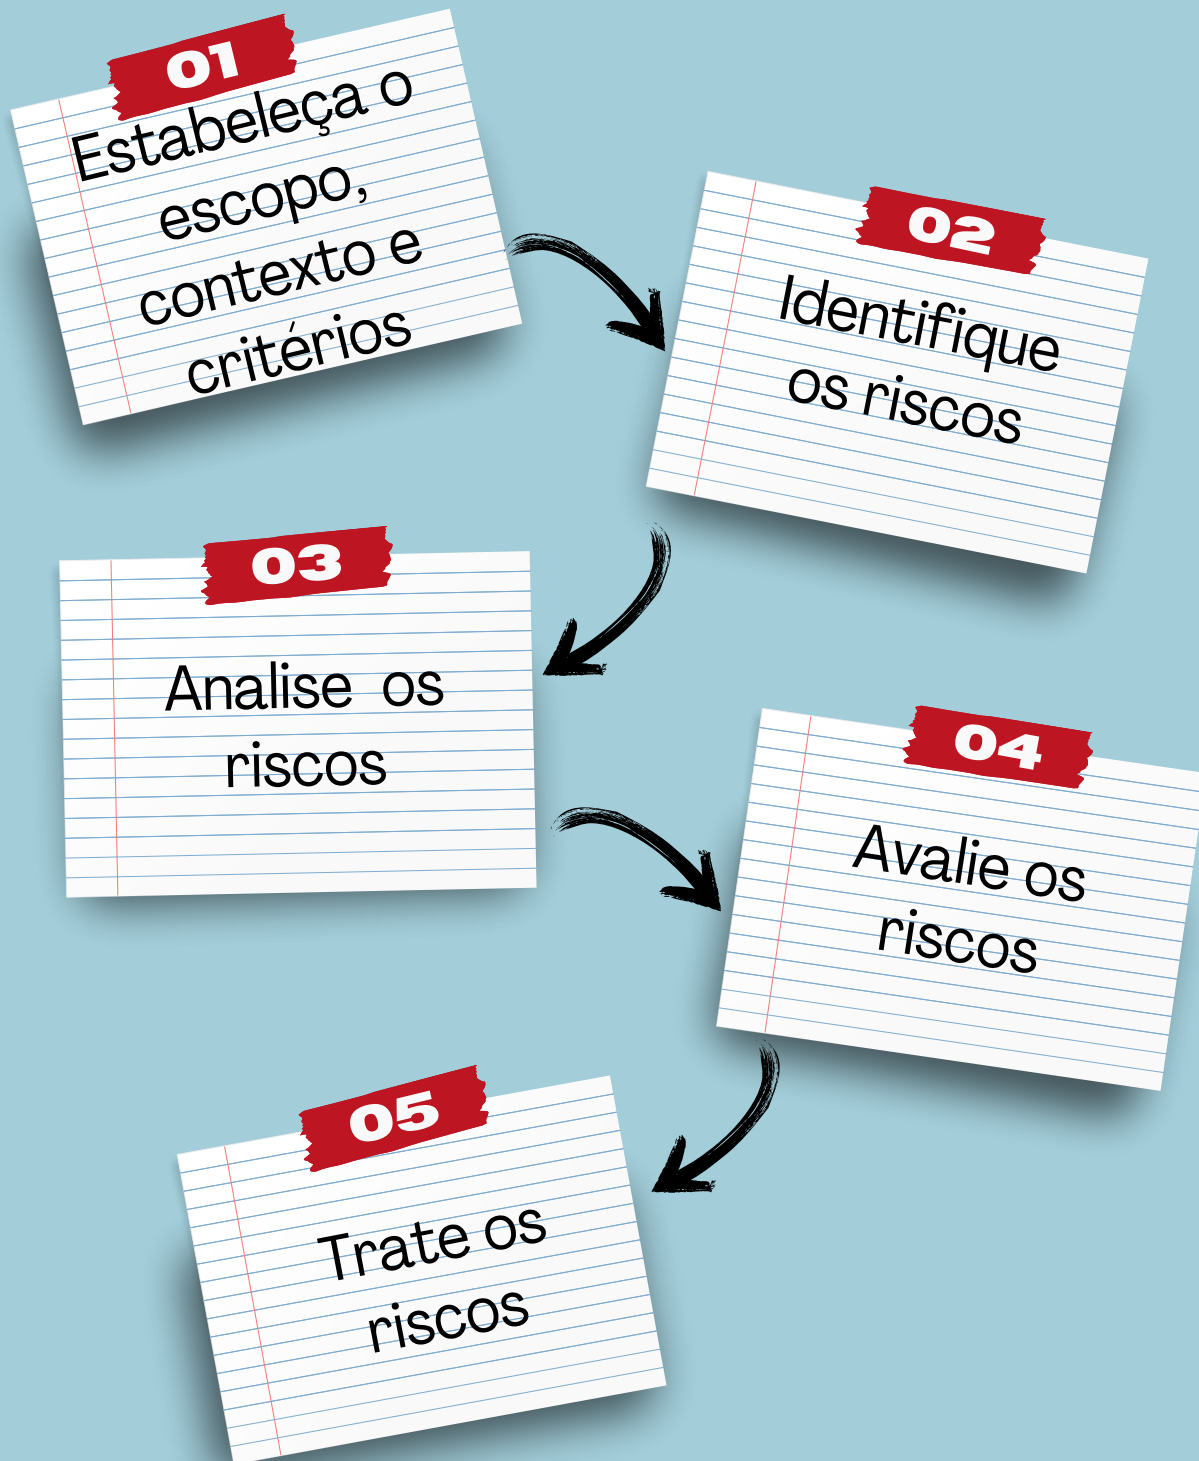 01
Estabeleça o
escopo,
contexto e
critérios
02
Identifique
os riscos
03
Analise os
riscos
04
Avalie os
riscos
05
Trate os
riscos